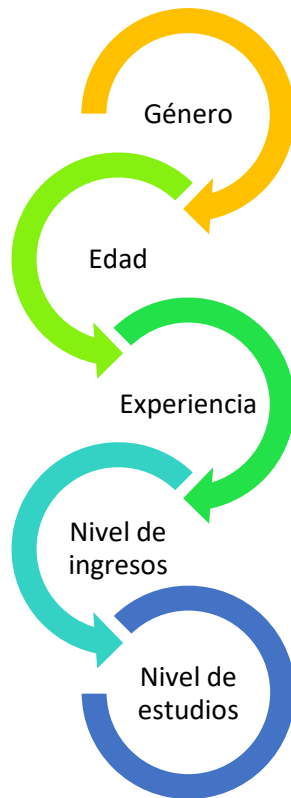 Género
Edad
Experiencia
Nivel de
ingresos
Nivel de
estudios